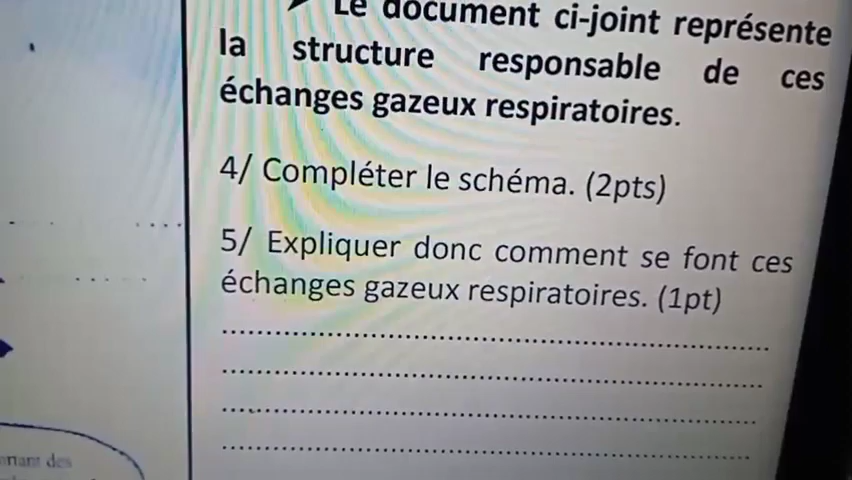 Le document ci-joint représente
la structure responsable de ces
échanges gazeux respiratoires.
4/ Compléter le schéma. (2pts)
5/ Expliquer donc comment se font ces
échanges gazeux respiratoires. (1pt)
des